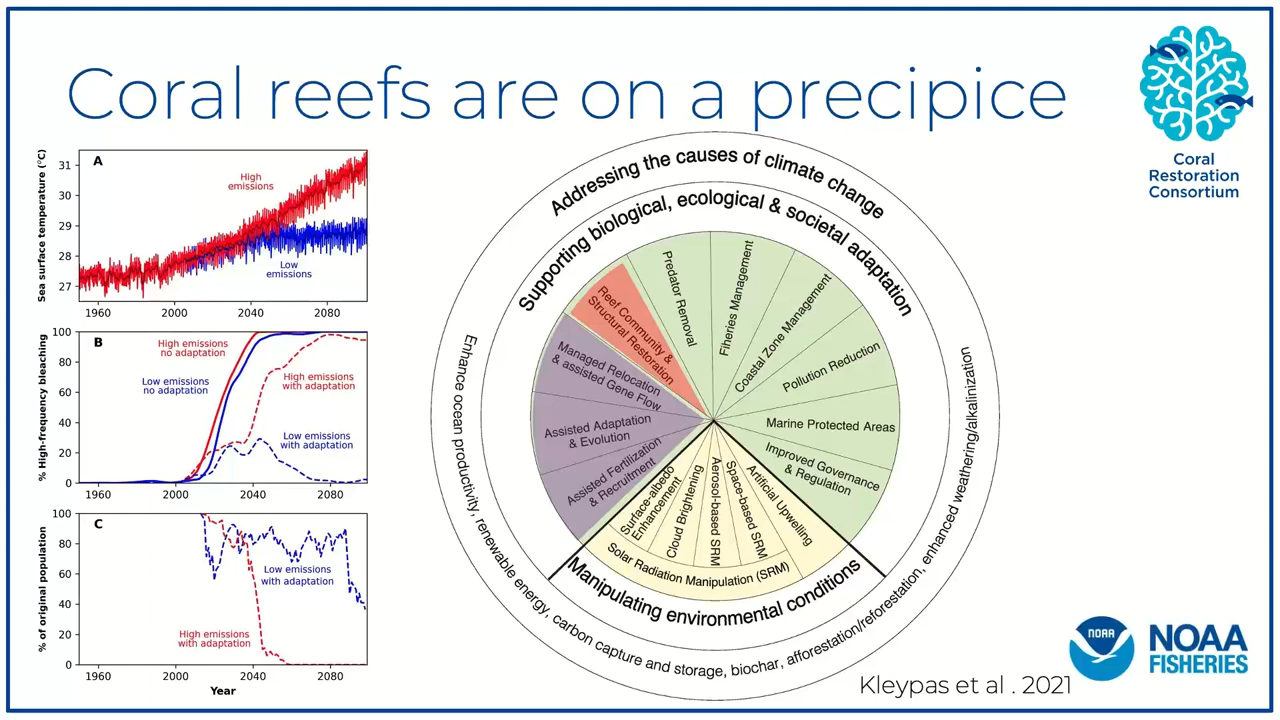 Coral reefs are on a precipice
Coral
Restoration
Consortium
A
Sea surface temperature (°C)
31
30
29
28
27
High
emissions
Low
emissions
1960
2000
2040
2080
B
% High-frequency bleaching
100
80
60
40
20
0
High emissions
no adaptation
Low emissions
no adaptation
High emissions
with adaptation
Low emissions
with adaptation
1960
2000
2040
2080
C
% of original population
100
80
60
40
20
0
Low emissions
with adaptation
High emissions
with adaptation
1960
2000
2040
2080
Year
Addressing the causes of climate change
Supporting biological, ecological & societal adaptation
Predator Removal
Fiheries Management
Coastal Zone Management
Pollution Reduction
Marine Protected Areas
Improved Governance
& Regulation
Reef Community &
Structural Restoration
Managed Relocation
& assisted Gene Flow
Assisted Adaptation
& Evolution
Assisted Fertilization
& Recruitment
Surface-albedo
Enhancement
Cloud Brightening
Aerosol-based SRM
Space-based SRM
Artificial Upwelling
Solar Radiation Manipulation (SRM)
Manipulating environmental conditions
Enhance ocean productivity, renewable energy, carbon capture and storage, biochar, afforestation/reforestation, enhanced weathering/alkalinization
NOAA
NOAA
FISHERIES
Kleypas et al . 2021